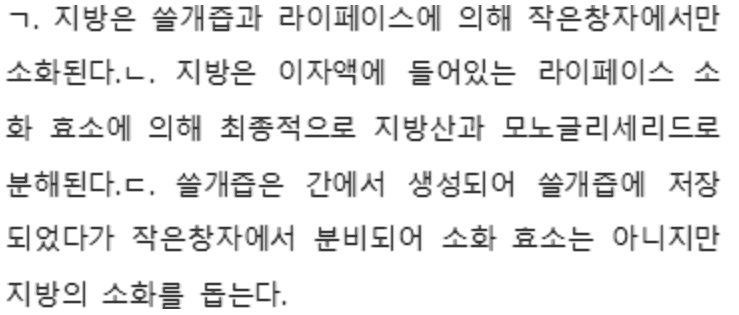 ㄱ. 지방은 쓸개즙과 라이페이스에 의해 작은창자에서만
소화된다.ㄴ. 지방은 이자액에 들어있는 라이페이스 소
화 효소에 의해 최종적으로 지방산과 모노글리세리드로
분해된다.ㄷ. 쓸개즙은 간에서 생성되어 쓸개즙에 저장
되었다가 작은창자에서 분비되어 소화 효소는 아니지만
지방의 소화를 돕는다.